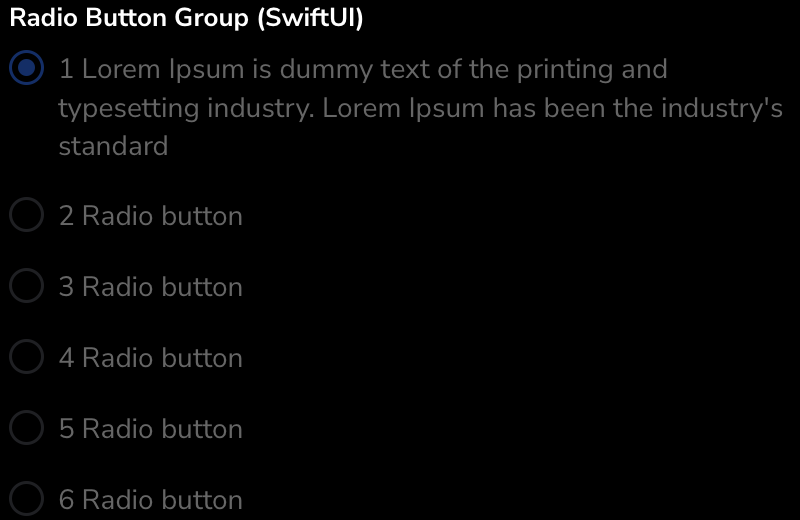 Radio Button Group (SwiftUI)
1 Lorem Ipsum is dummy text of the printing and
typesetting industry. Lorem Ipsum has been the industry's
standard
2 Radio button
3 Radio button
4 Radio button
5 Radio button
6 Radio button